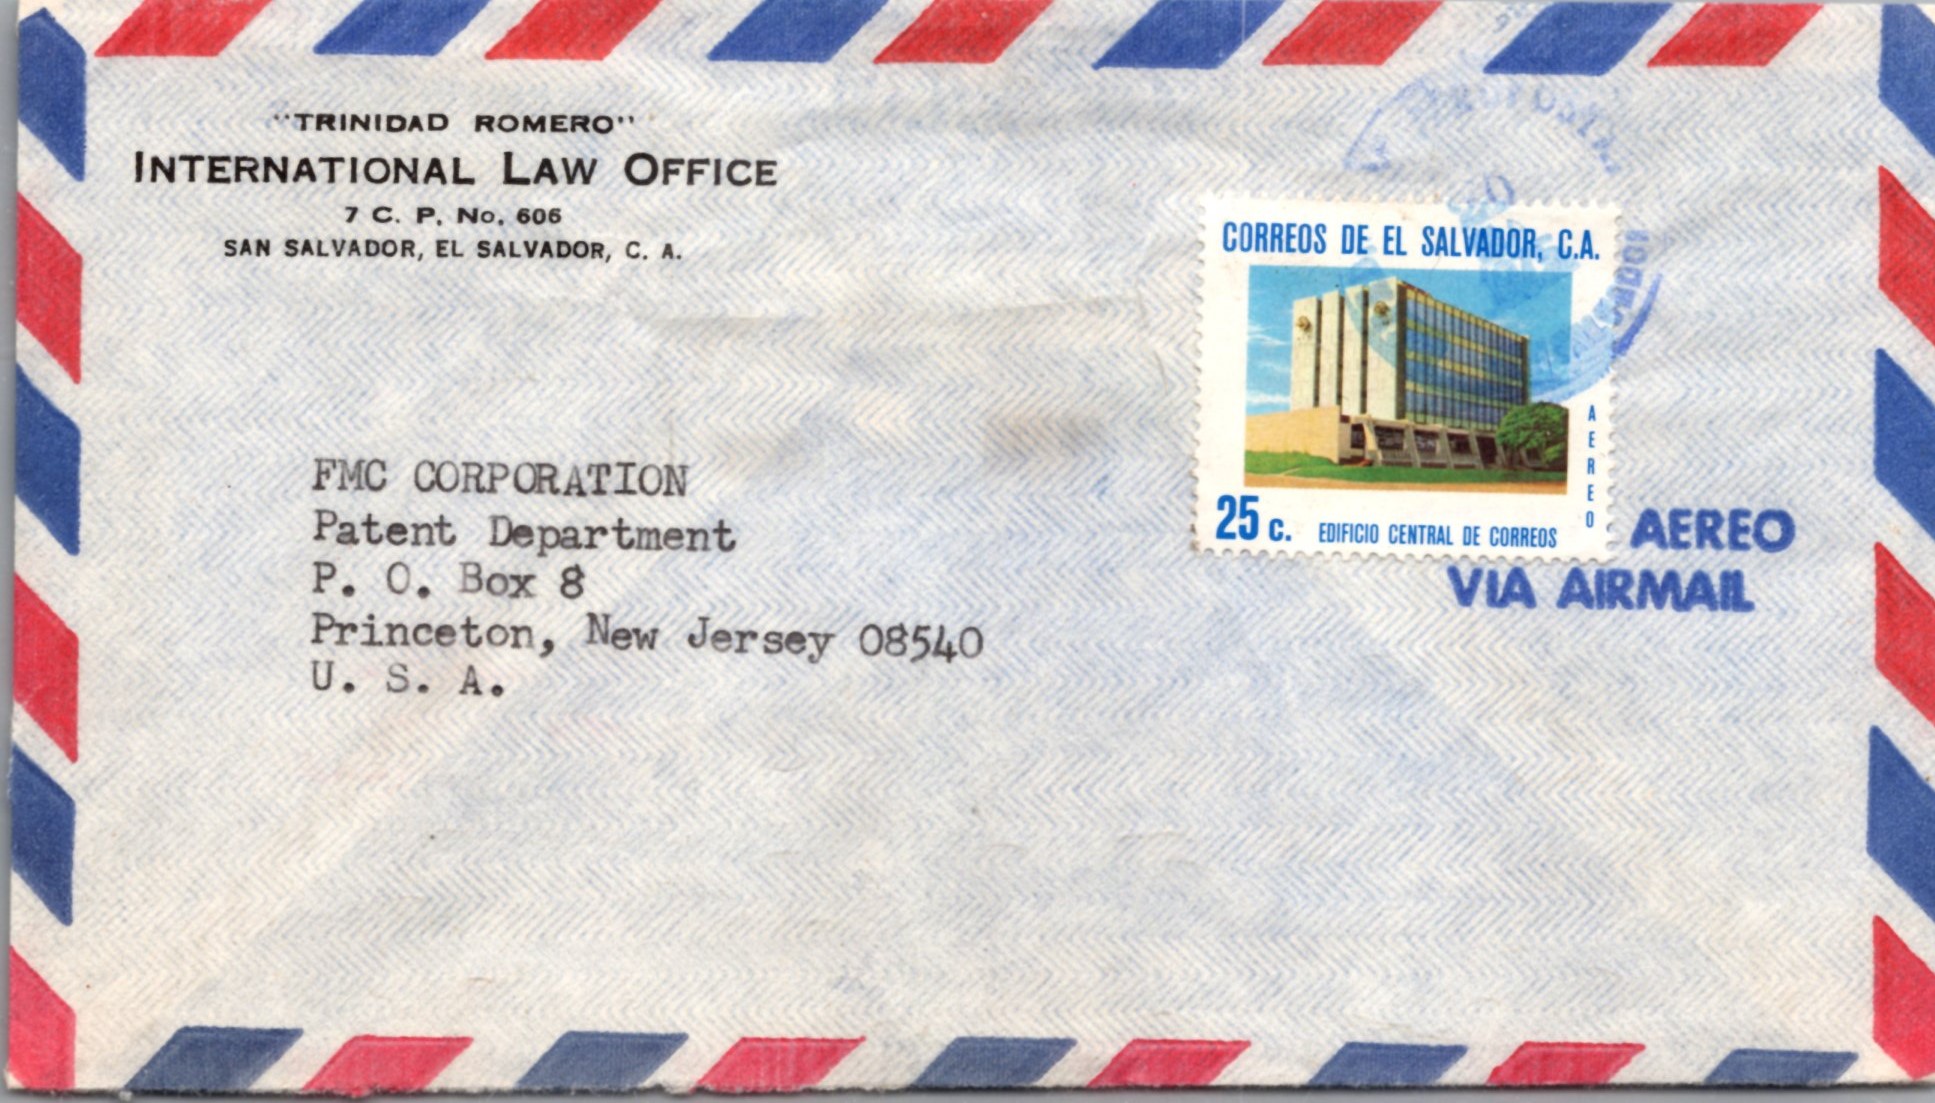 "TRINIDAD ROMERO"
INTERNATIONAL LAW OFFICE
7 C. P. No. 606
SAN SALVADOR, EL SALVADOR, C. A.
CORREOS DE EL SALVADOR, C.A.
AEREO
25 c. EDIFICIO CENTRAL DE CORREOS
AEREO
VIA AIRMAIL
FMC CORPORATION
Patent Department
P. O. Box 8
Princeton, New Jersey 08540
U. S. A.